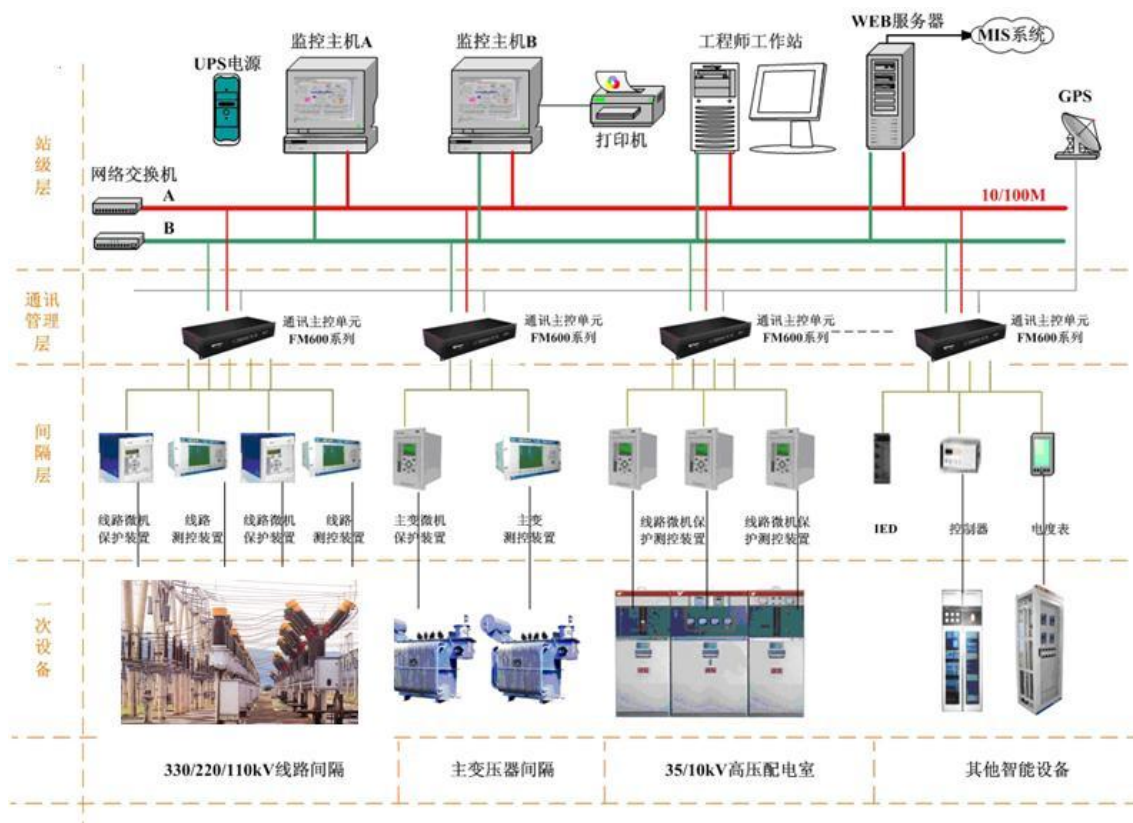 监控主机A
监控主机B
工程师工作站
WEB服务器
MIS系统
UPS电源
GPS
打印机
站
级
层
网络交换机
A
10/100M
B
通讯
管理
层
通讯主控单元
FM600系列
通讯主控单元
FM600系列
通讯主控单元
FM600系列
通讯主控单元
FM600系列
间
隔
层
线路微机
保护装置
线路
测控装置
线路微机
保护装置
线路
测控装置
主变微机
保护装置
主变
测控装置
线路微机保
护测控装置
线路微机保
护测控装置
IED
控制器
电度表
一
次
设
备
330/220/110kV线路间隔
主变压器间隔
35/10kV高压配电室
其他智能设备